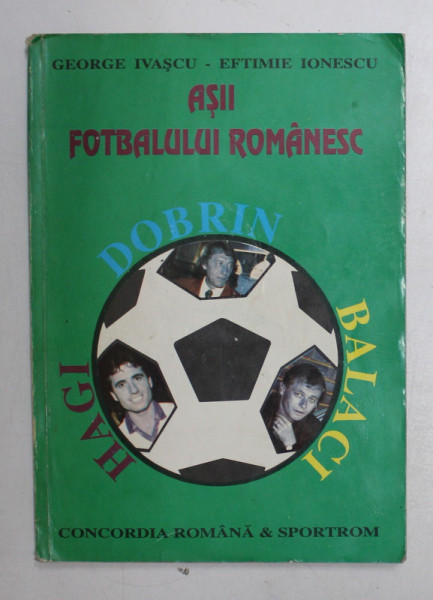 GEORGE IVAŞCU - EFTIMIE IONESCU
AŞII
FOTBALULUI ROMÂNESC
DOBRIN
HAGI
BALACI
CONCORDIA ROMÂNĂ & SPORTROM